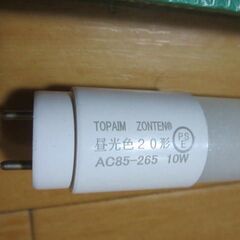 TOPAIM ZONTEN®
昼光色20形 PSE
AC85-265 10W